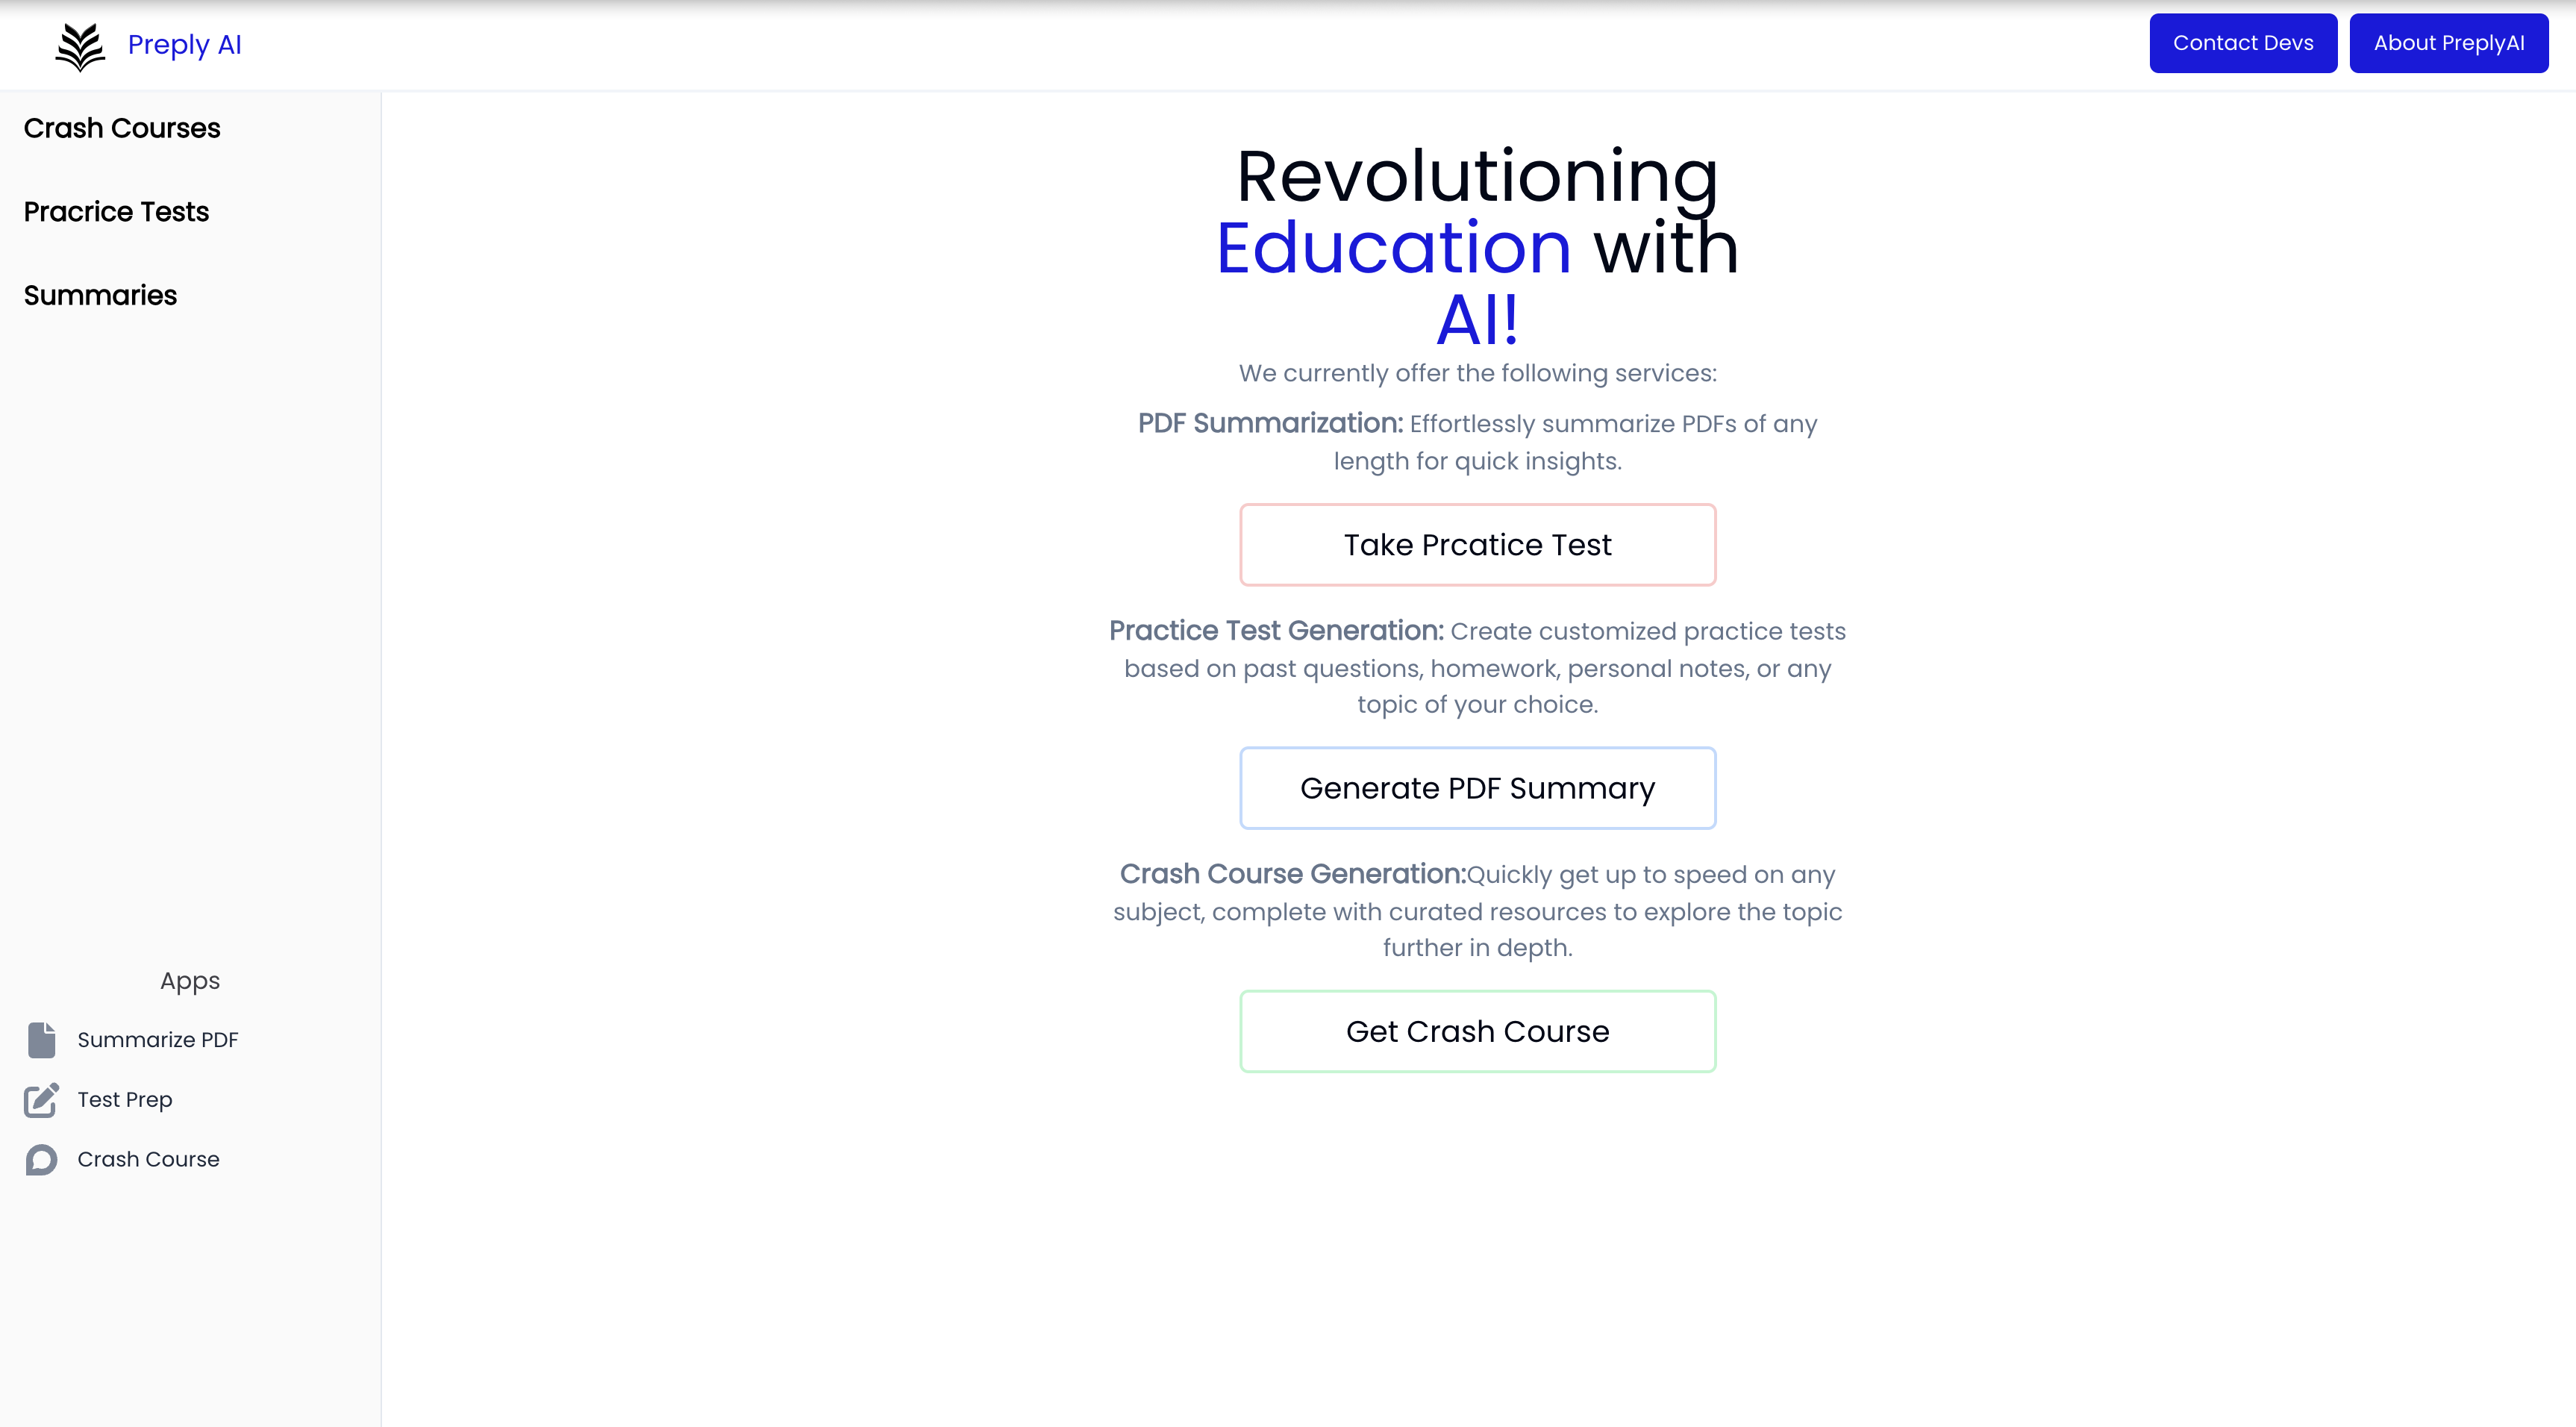 Preply AI
Contact Devs
About PreplyAI
Crash Courses
Pracrice Tests
Summaries
Apps
Summarize PDF
Test Prep
Crash Course
Revolutioning
Education with
AI!
We currently offer the following services:
PDF Summarization: Effortlessly summarize PDFs of any
length for quick insights.
Take Prcatice Test
Practice Test Generation: Create customized practice tests
based on past questions, homework, personal notes, or any
topic of your choice.
Generate PDF Summary
Crash Course Generation:Quickly get up to speed on any
subject, complete with curated resources to explore the topic
further in depth.
Get Crash Course